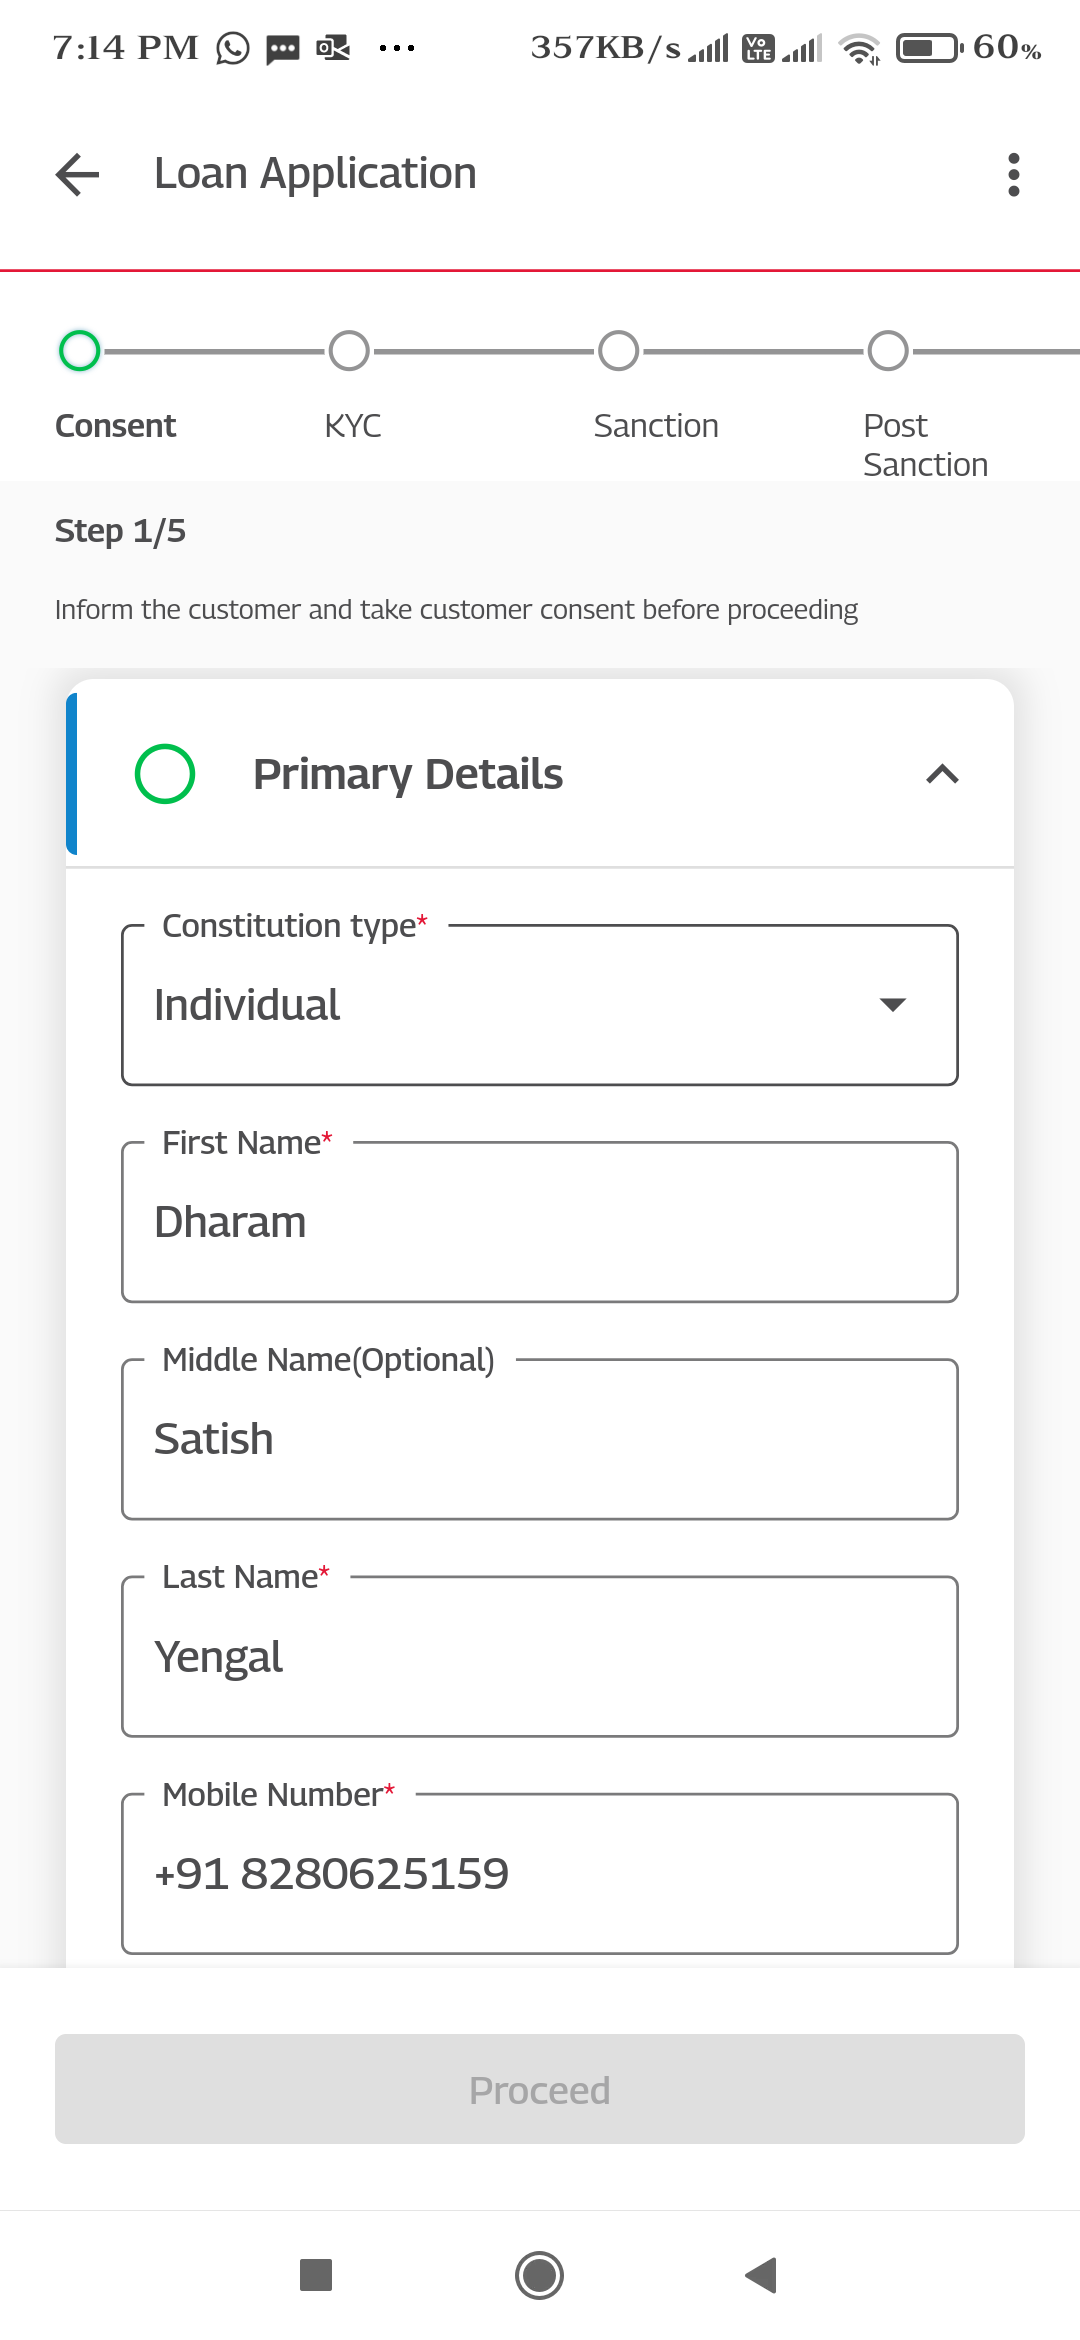 7:14 PM 357KB/s Vo LTE 60%
Loan Application
Consent KYC Sanction Post
Sanction
Step 1/5
Inform the customer and take customer consent before proceeding
Primary Details
Constitution type*
Individual
First Name*
Dharam
Middle Name(Optional)
Satish
Last Name*
Yengal
Mobile Number*
+91 8280625159
Proceed